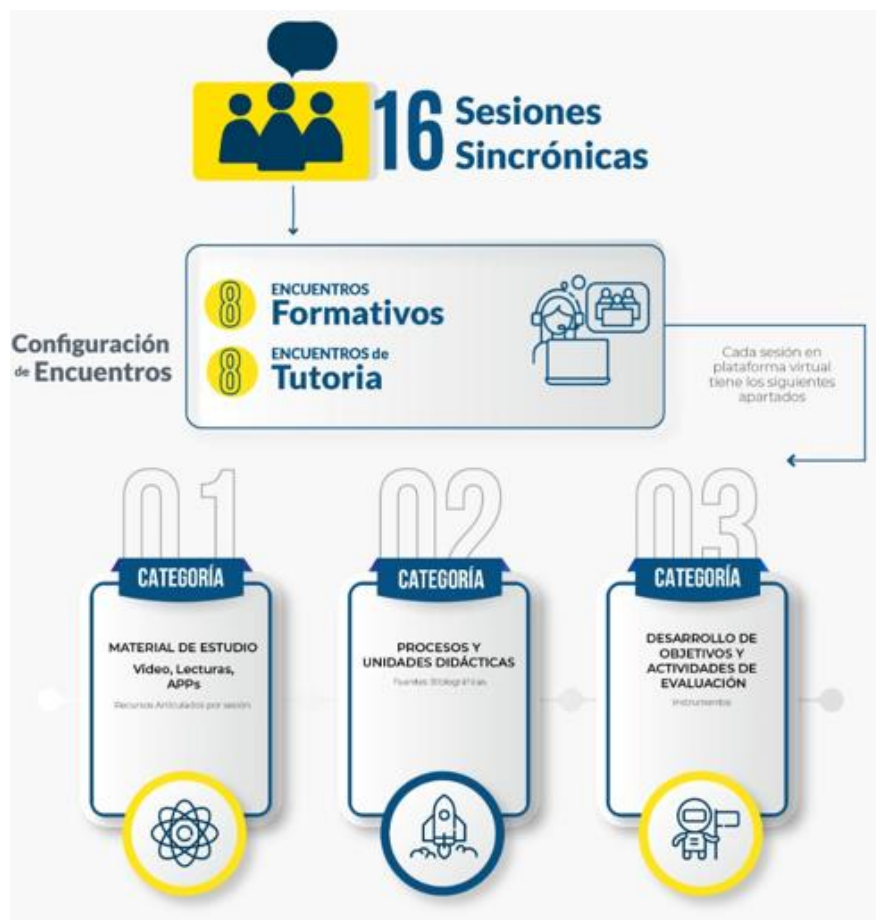 16 Sesiones
Sincrónicas
8 ENCUENTROS
Formativos
8 ENCUENTROS de
Tutoria
Configuración
de Encuentros
Cada sesión en
plataforma virtual
tiene los siguientes
apartados
01
CATEGORÍA
MATERIAL DE ESTUDIO
Vídeo, Lecturas,
APPs
Recursos Articulados por sesión
02
CATEGORÍA
PROCESOS Y
UNIDADES DIDÁCTICAS
Fuentes Bibliográficas
03
CATEGORÍA
DESARROLLO DE
OBJETIVOS Y
ACTIVIDADES DE
EVALUACIÓN
Instrumentos